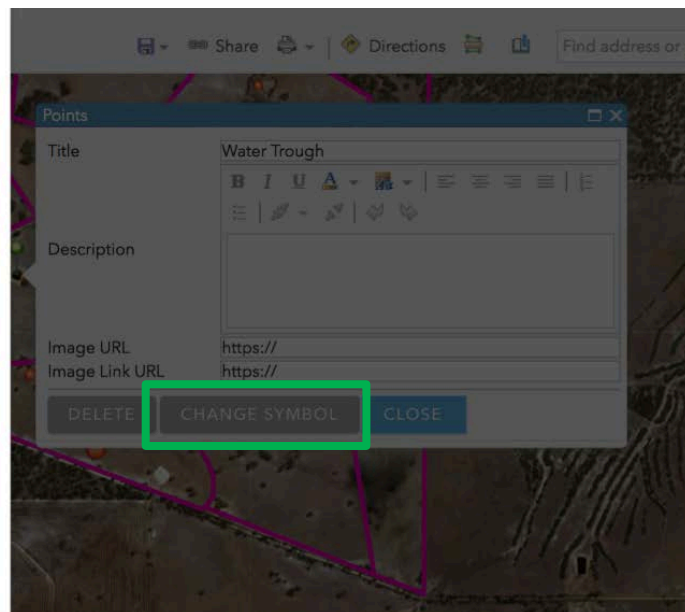 Share Directions Find address or
Points
Title Water Trough
B I U A
Description
Image URL https://
Image Link URL https://
DELETE CHANGE SYMBOL CLOSE